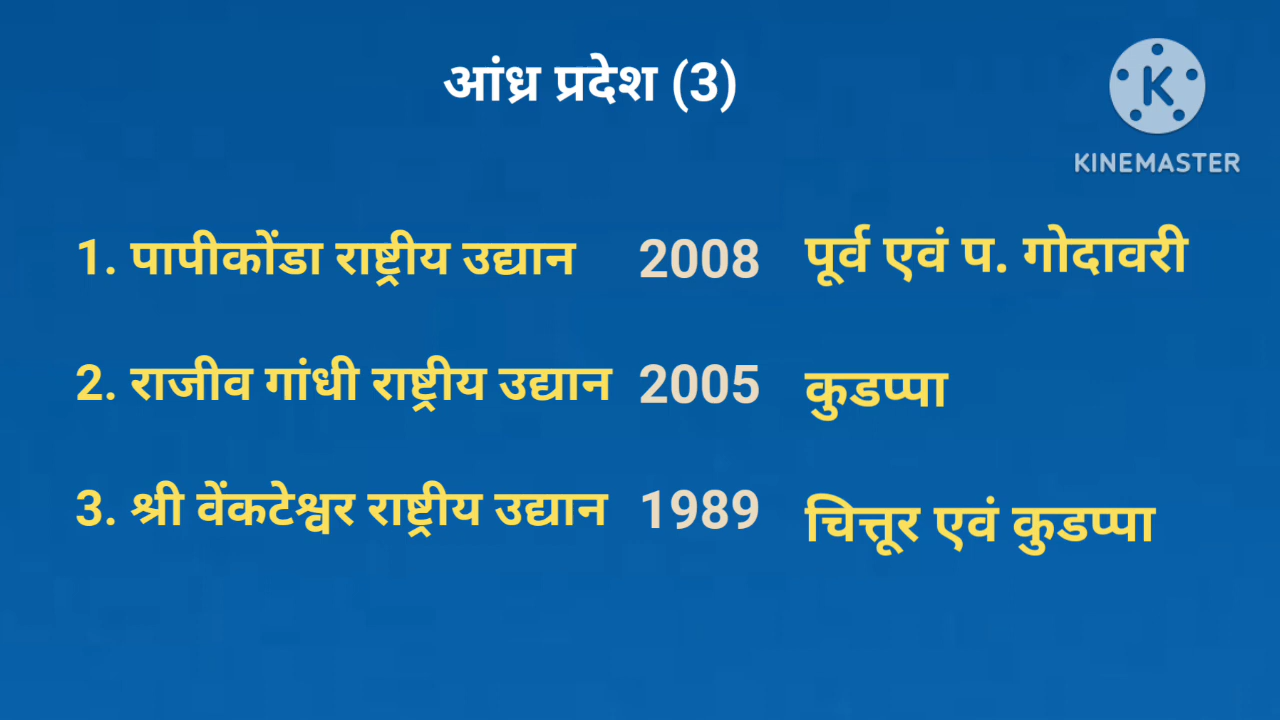 आंध्र प्रदेश (3)
KINEMASTER
1. पापीकोंडा राष्ट्रीय उद्यान 2008 पूर्व एवं प. गोदावरी
2. राजीव गांधी राष्ट्रीय उद्यान 2005 कुडप्पा
3. श्री वेंकटेश्वर राष्ट्रीय उद्यान 1989 चित्तूर एवं कुडप्पा